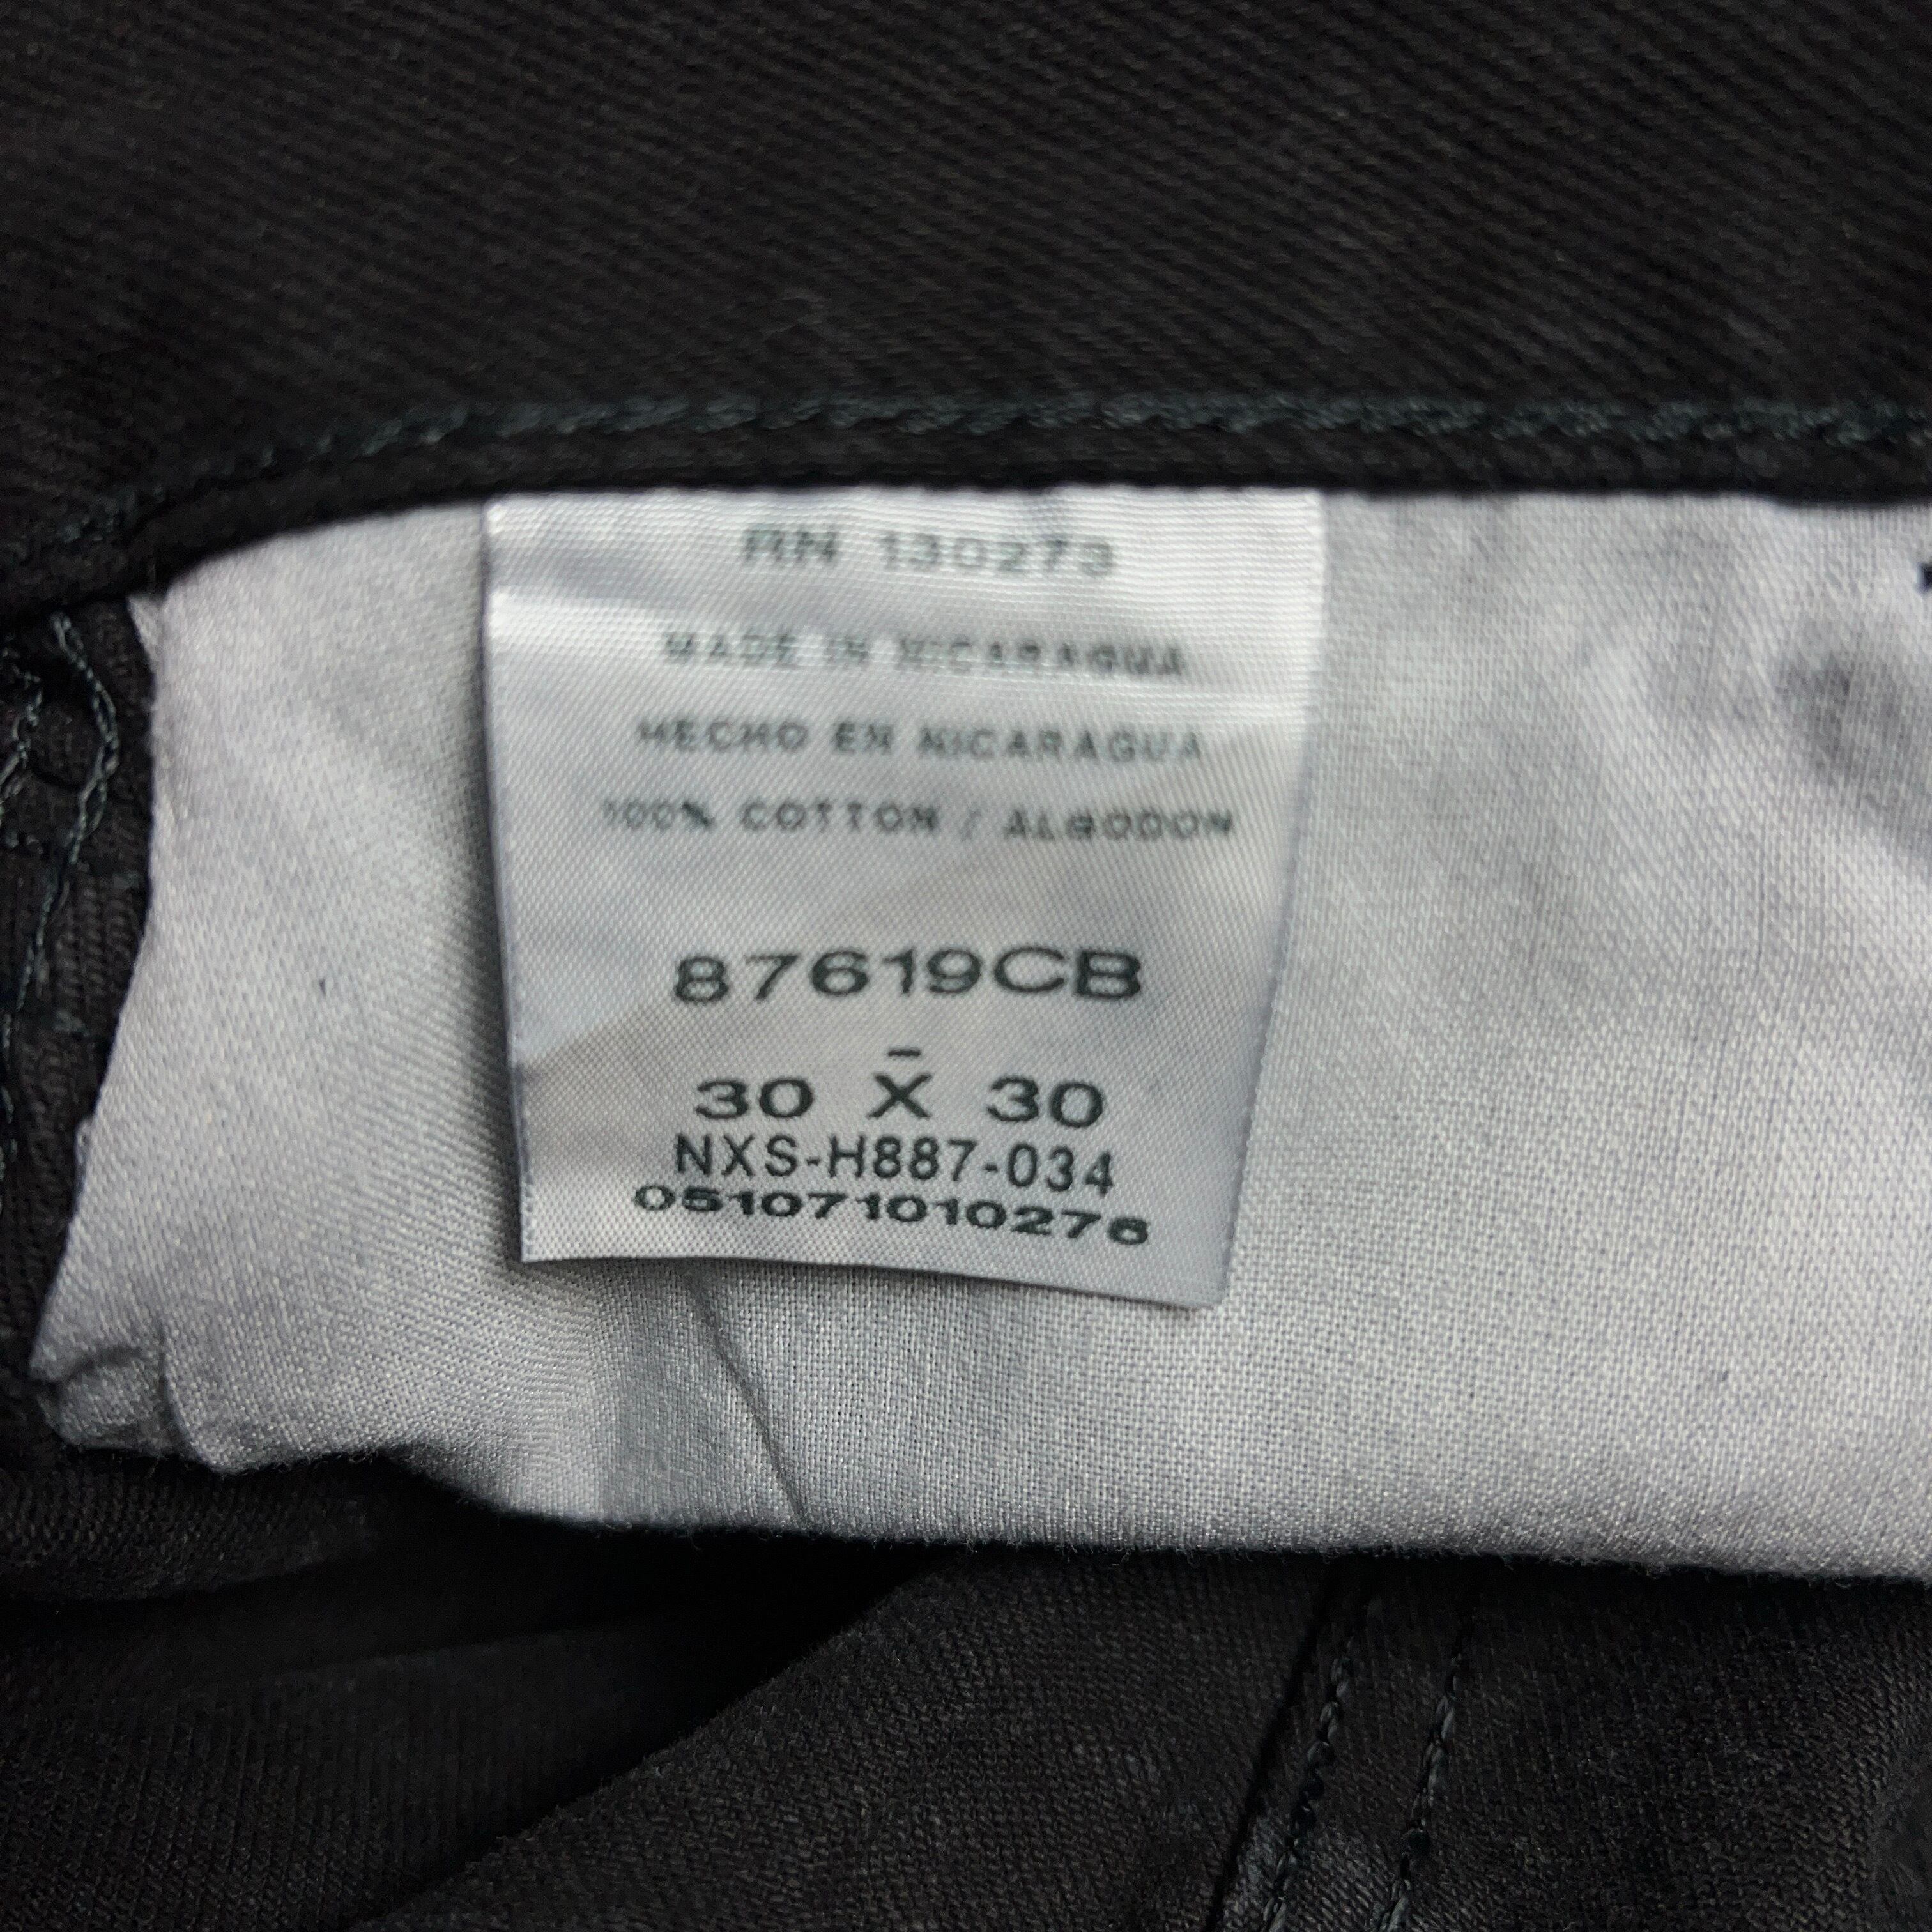 RN 130273
MADE IN NICARAGUA
HECHO EN NICARAGUA
100% COTTON / ALGODON
87619CB
-
30 X 30
NXS-H887-034
051071010276